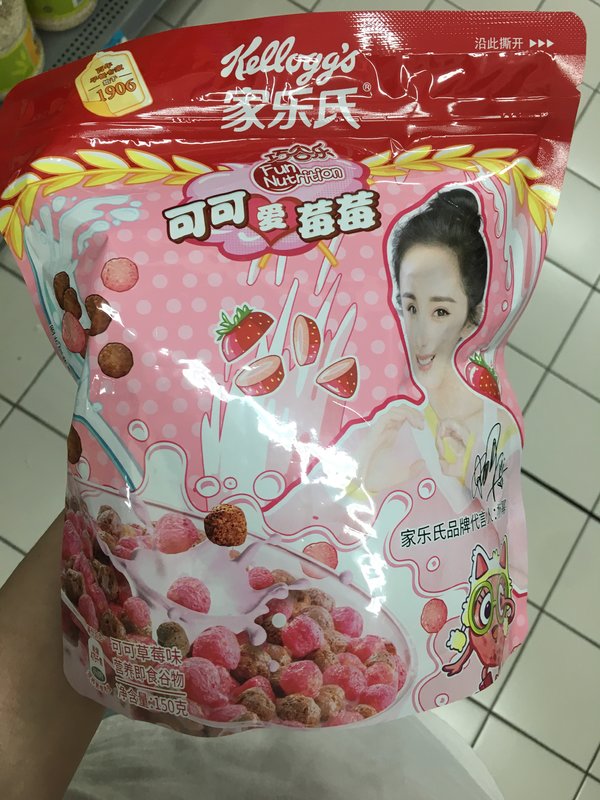 沿此撕开
Kellogg's
家乐氏®
1906
Fun
Nutrition
可可爱莓莓
家乐氏品牌代言人
可可草莓味
营养即食谷物
净含量:150克